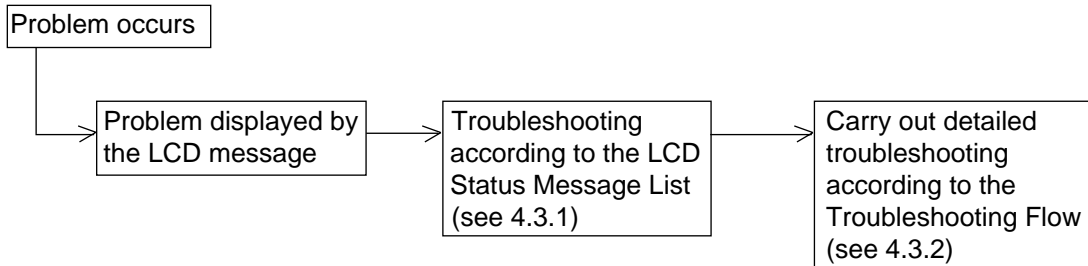 Problem occurs
Problem displayed by
the LCD message
Troubleshooting
according to the LCD
Status Message List
(see 4.3.1)
Carry out detailed
troubleshooting
according to the
Troubleshooting Flow
(see 4.3.2)